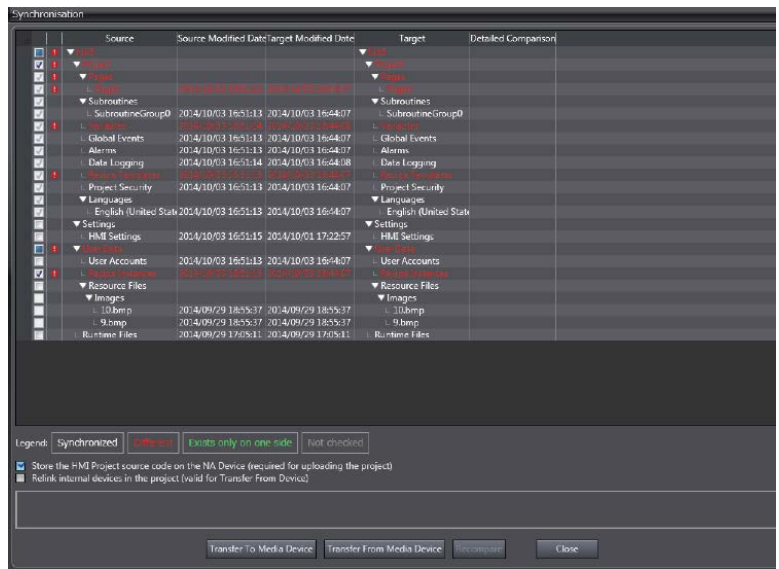 Synchronisation
Source Source Modified Date Target Modified Date Target Detailed Comparison
Project Project
Pages Pages
Subroutines Subroutines
SubroutineGroup0 2014/10/03 16:51:13 2014/10/03 16:44:07 SubroutineGroup0
Global Events 2014/10/03 16:51:13 2014/10/03 16:44:07 Global Events
Alarms 2014/10/03 16:51:13 2014/10/03 16:44:07 Alarms
Data Logging 2014/10/03 16:51:14 2014/10/03 16:44:08 Data Logging
Project Security 2014/10/03 16:51:13 2014/10/03 16:44:07 Project Security
Languages Languages
English (United State 2014/10/03 16:51:13 2014/10/03 16:44:07 English (United State
Settings Settings
HMI Settings 2014/10/03 16:51:15 2014/10/01 17:22:57 HMI Settings
User Data User Data
User Accounts 2014/10/03 16:51:13 2014/10/03 16:44:07 User Accounts
Resource Files Resource Files
Images Images
10.bmp 2014/09/29 18:55:37 2014/09/29 18:55:37 10.bmp
9.bmp 2014/09/29 18:55:37 2014/09/29 18:55:37 9.bmp
Runtime Files 2014/09/29 17:05:11 2014/09/29 17:05:11 Runtime Files
Legend: Synchronized Different Exists only on one side Not checked
Store the HMI Project source code on the NA Device (required for uploading the project)
Relink internal devices in the project (valid for Transfer From Device)
Transfer To Media Device Transfer From Media Device Recompare Close